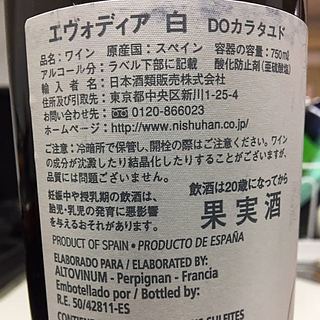 エヴォディア 白 DOカラタユド
品名：ワイン 原産国：スペイン 容器の容量：750ml
アルコール分：ラベル下部に記載 酸化防止剤（亜硫酸塩）
輸入者名：日本酒類販売株式会社
住所及び引取先：東京都中央区新川1-25-4
お問い合わせ先：0120-866023
ホームページ：http://www.nishuhan.co.jp/
ご注意：冷暗所で保管し、開栓の際はご注意ください。ワイン
の成分が沈澱したり結晶化したりすることがございますが、
品質には問題ございません。
妊娠中や授乳期の飲酒は、
胎児・乳児の発育に悪影響
を与えるおそれがあります。
飲酒は20歳になってから
果実酒
PRODUCT OF SPAIN • PRODUCTO DE ESPAÑA
ELABORADO PARA / ELABORATED BY:
ALTOVINUM - Perpignan - Francia
Embotellado por / Bottled by:
R.E. 50/42811-ES
SULFITES